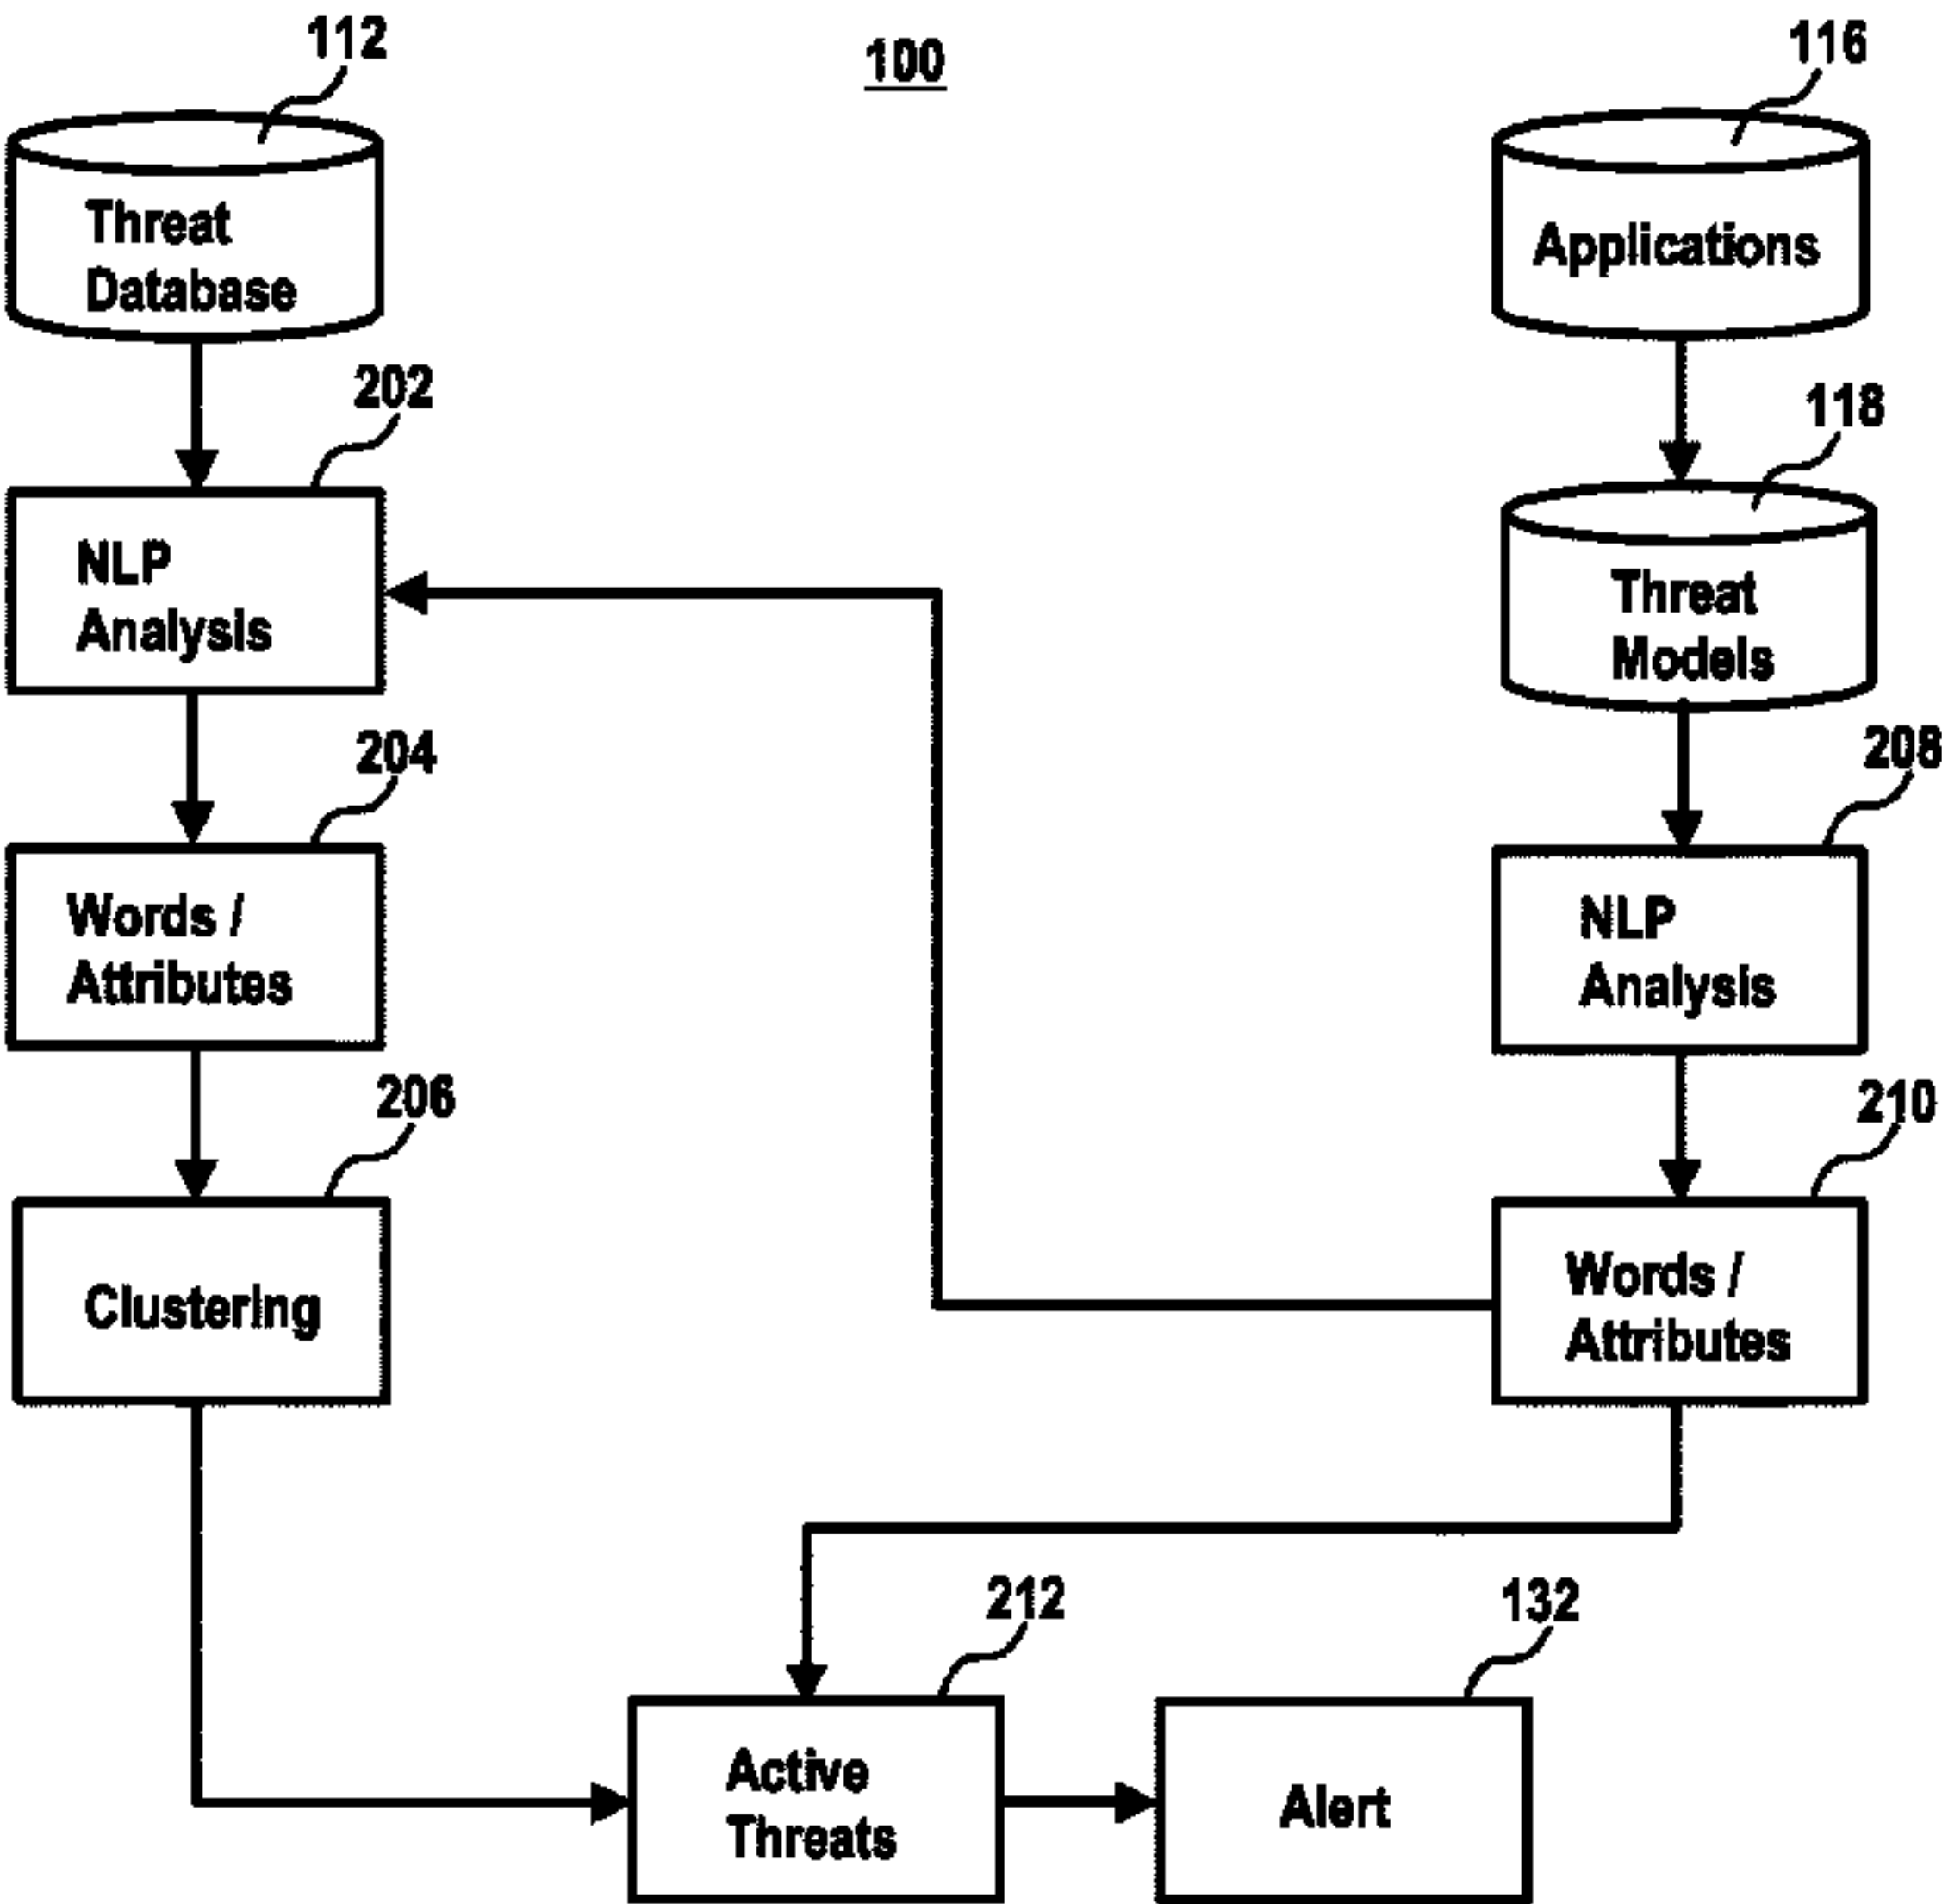 112
100
116
Threat
Database
Applications
202
118
NLP
Analysis
Threat
Models
204
208
Words /
Attributes
NLP
Analysis
206
210
Clustering
Words /
Attributes
212
132
Active
Threats
Alert